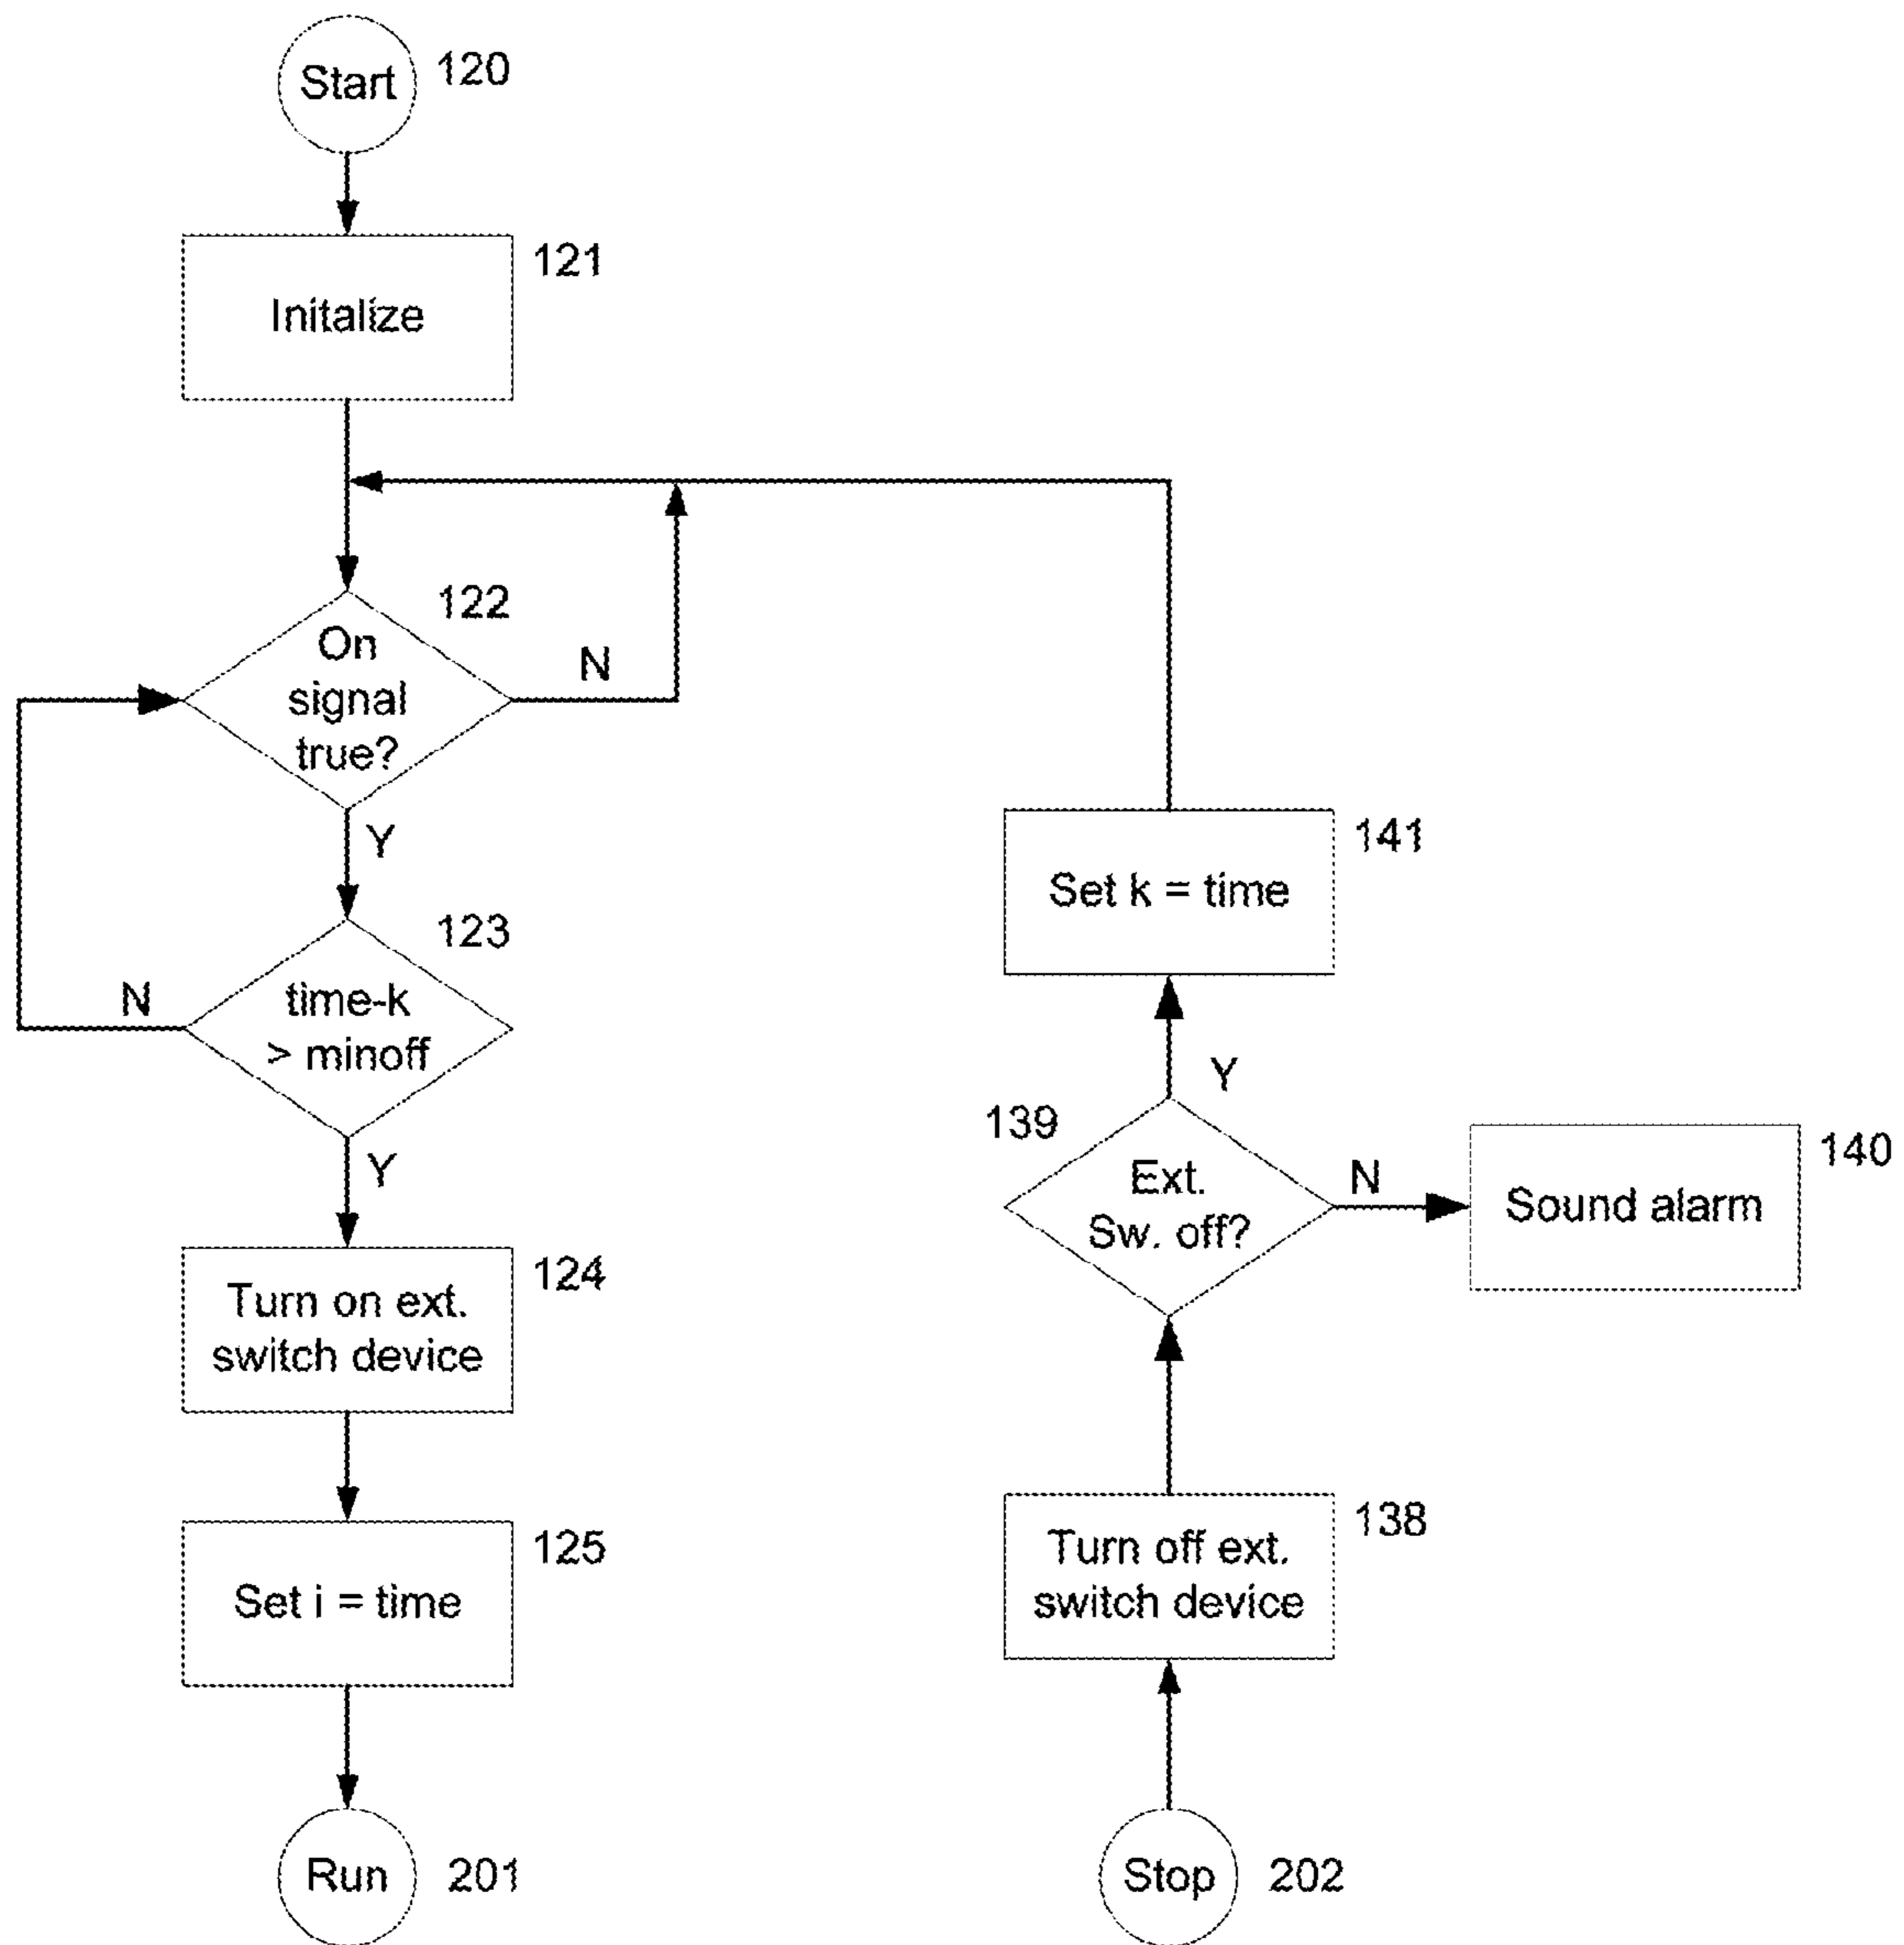 Start
120
Initalize
121
122
On
signal
true?
N
Y
123
time-k
> minoff
N
Y
124
Turn on ext.
switch device
125
Set i = time
Run
201
141
Set k = time
Y
139
Ext.
Sw. off?
N
140
Sound alarm
138
Turn off ext.
switch device
Stop
202